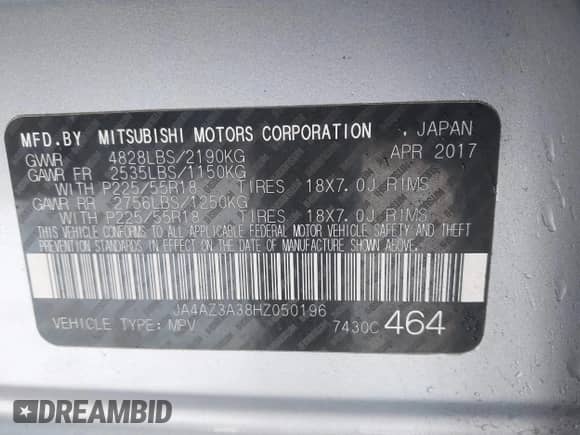 MFD.BY MITSUBISHI MOTORS CORPORATION , JAPAN
GVWR 4828LBS/2190KG APR 2017
GAWR FR 2535LBS/1150KG
WITH P225/55R18 TIRES 18X7.0J RIMS
GAWR RR 2756LBS/1250KG
WITH P225/55R18 TIRES 18X7.0J RIMS
THIS VEHICLE CONFORMS TO ALL APPLICABLE FEDERAL MOTOR VEHICLE SAFETY AND THEFT
PREVENTION STANDARDS IN EFFECT ON THE DATE OF MANUFACTURE SHOWN ABOVE.
JA4AZ3A38HZ050196
VEHICLE TYPE: MPV 7430C 464
DREAMBID